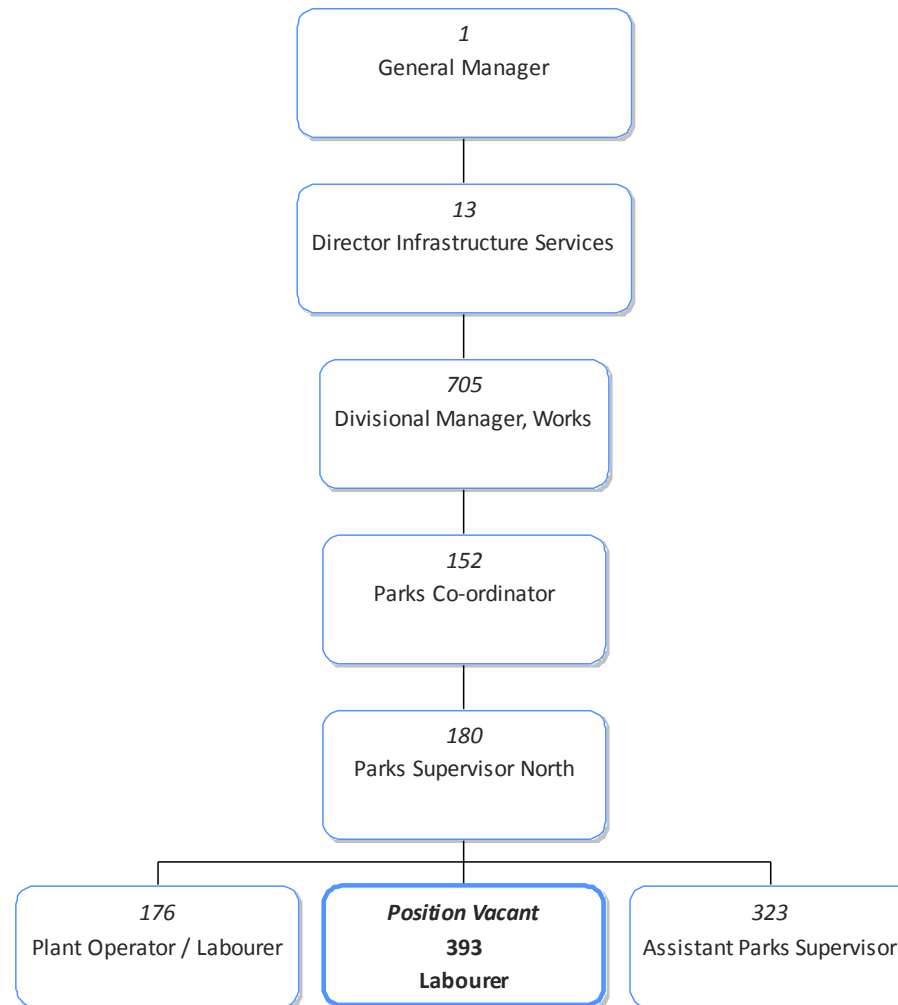 1
General Manager
13
Director Infrastructure Services
705
Divisional Manager, Works
152
Parks Co-ordinator
180
Parks Supervisor North
176
Plant Operator / Labourer
Position Vacant
393
Labourer
323
Assistant Parks Supervisor